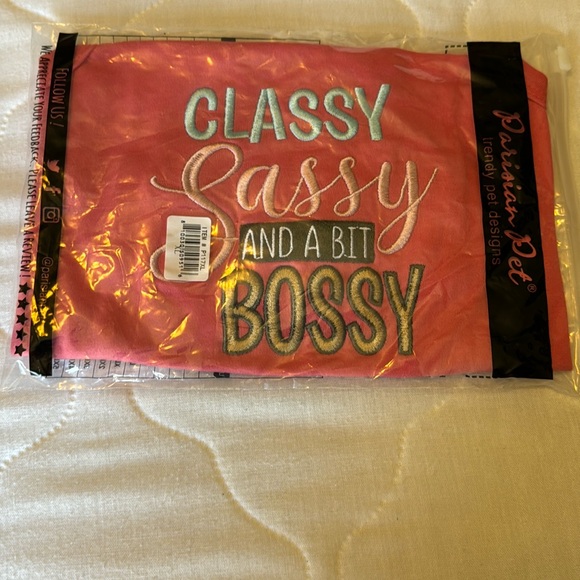 CLASSY
Sassy
AND A BIT
BOSSY
Parisian Pet®
trendy pet designs
FOLLOW US !
WE APPRECIATE YOUR FEEDBACK. PLEASE LEAVE A REVIEW !